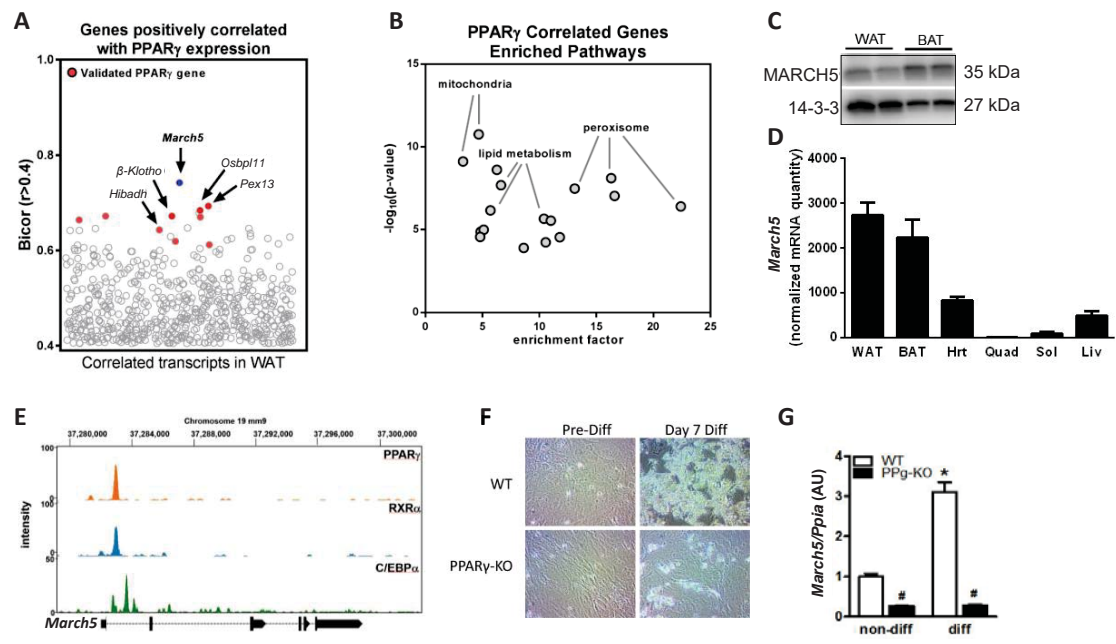 A
Genes positively correlated
with PPARγ expression
Validated PPARγ gene
March5
β-Klotho
Osbpl11
Hibadh
Pex13
Bicor (r>0.4)
1.0
0.8
0.6
0.4
Correlated transcripts in WAT
B
PPARγ Correlated Genes
Enriched Pathways
mitochondria
peroxisome
lipid metabolism
-log10(p-value)
15
10
5
0
0 5 10 15 20 25
enrichment factor
C
WAT BAT
MARCH5 35 kDa
14-3-3 27 kDa
D
March5
(normalized mRNA quantity)
4000
3000
2000
1000
0
WAT BAT Hrt Quad Sol Liv
E
Chromosome 19 mm9
37,280,000 37,284,000 37,288,000 37,292,000 37,296,000 37,300,000
100
PPARγ
0
100
RXRα
intensity
0
50
C/EBPα
0
March5
F
Pre-Diff Day 7 Diff
WT
PPARγ-KO
G
WT
PPg-KO
March5/Ppia (AU)
4
3
2
1
0
*
# #
non-diff diff